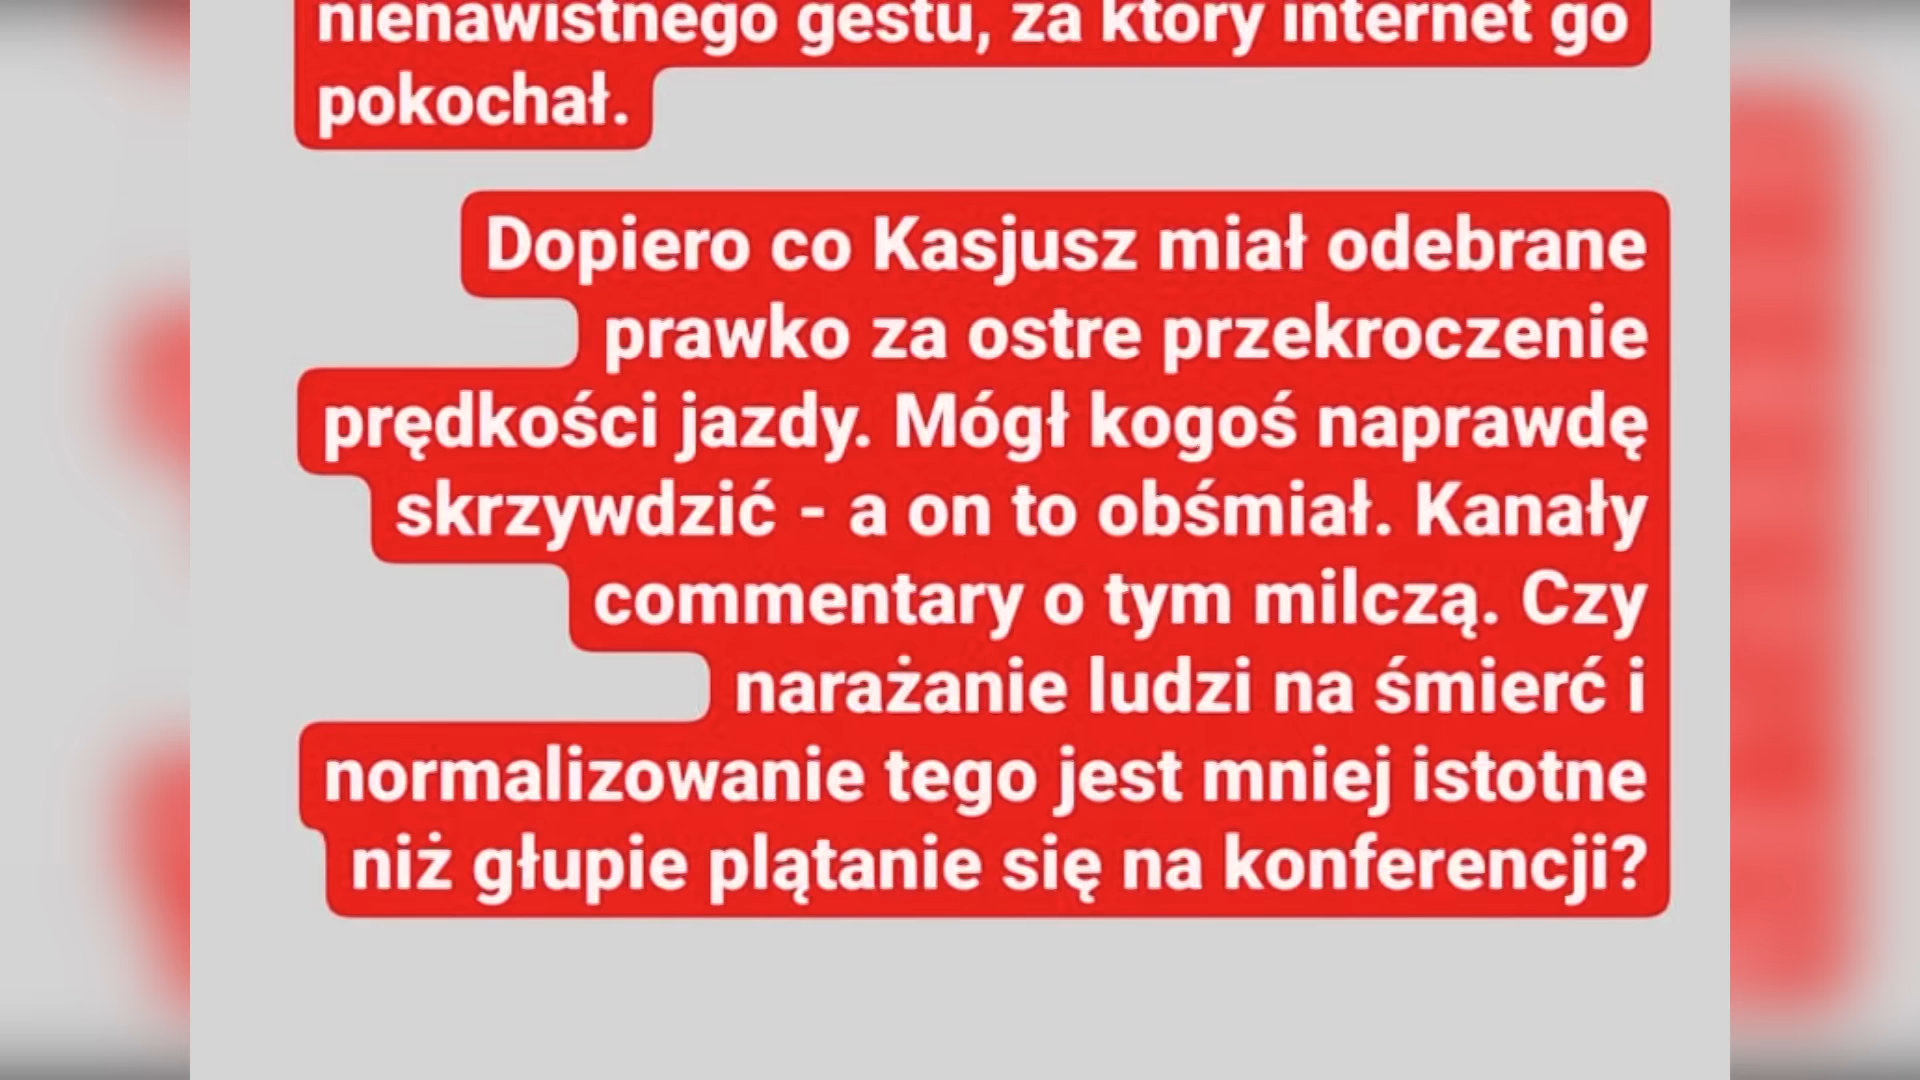 nienawistnego gestu, za który internet go
pokochał.
Dopiero co Kasjusz miał odebrane
prawko za ostre przekroczenie
prędkości jazdy. Mógł kogoś naprawdę
skrzywdzić - a on to obśmiał. Kanały
commentary o tym milczą. Czy
narażanie ludzi na śmierć i
normalizowanie tego jest mniej istotne
niż głupie plątanie się na konferencji?